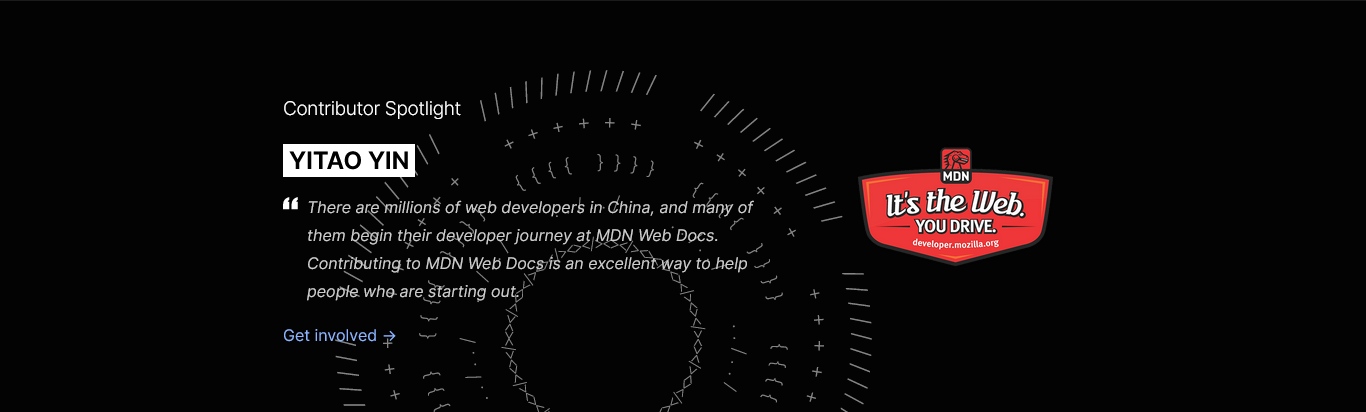 Contributor Spotlight
YITAO YIN
❝ There are millions of web developers in China, and many of
them begin their developer journey at MDN Web Docs.
Contributing to MDN Web Docs is an excellent way to help
people who are starting out.
Get involved →
MDN
It's the Web.
YOU DRIVE.
developer.mozilla.org